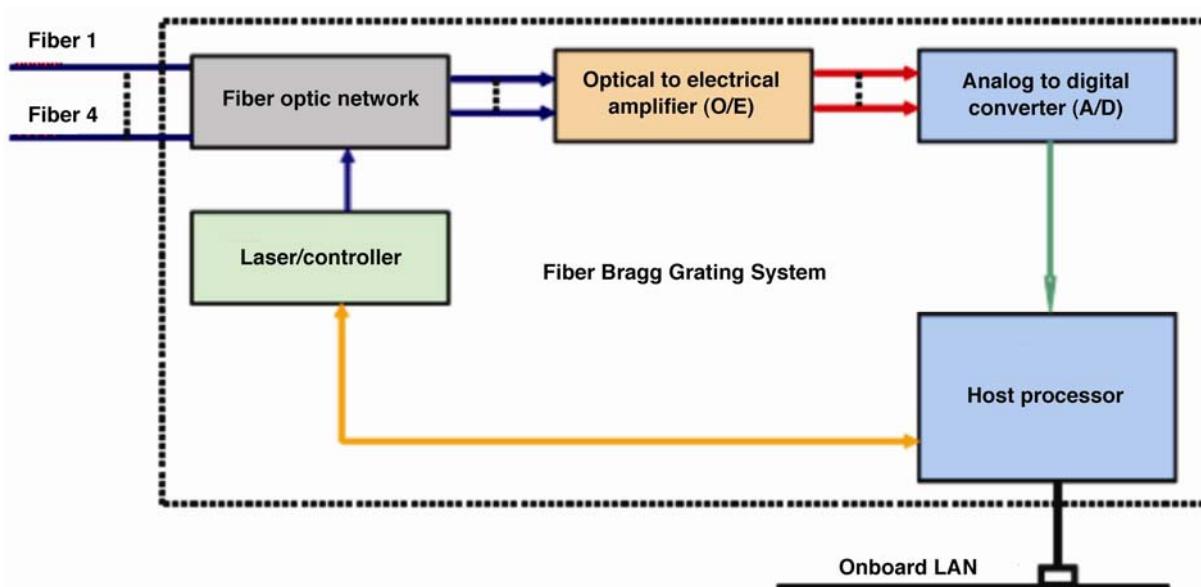 Fiber 1
Fiber 4
Fiber optic network
Optical to electrical
amplifier (O/E)
Analog to digital
converter (A/D)
Laser/controller
Fiber Bragg Grating System
Host processor
Onboard LAN